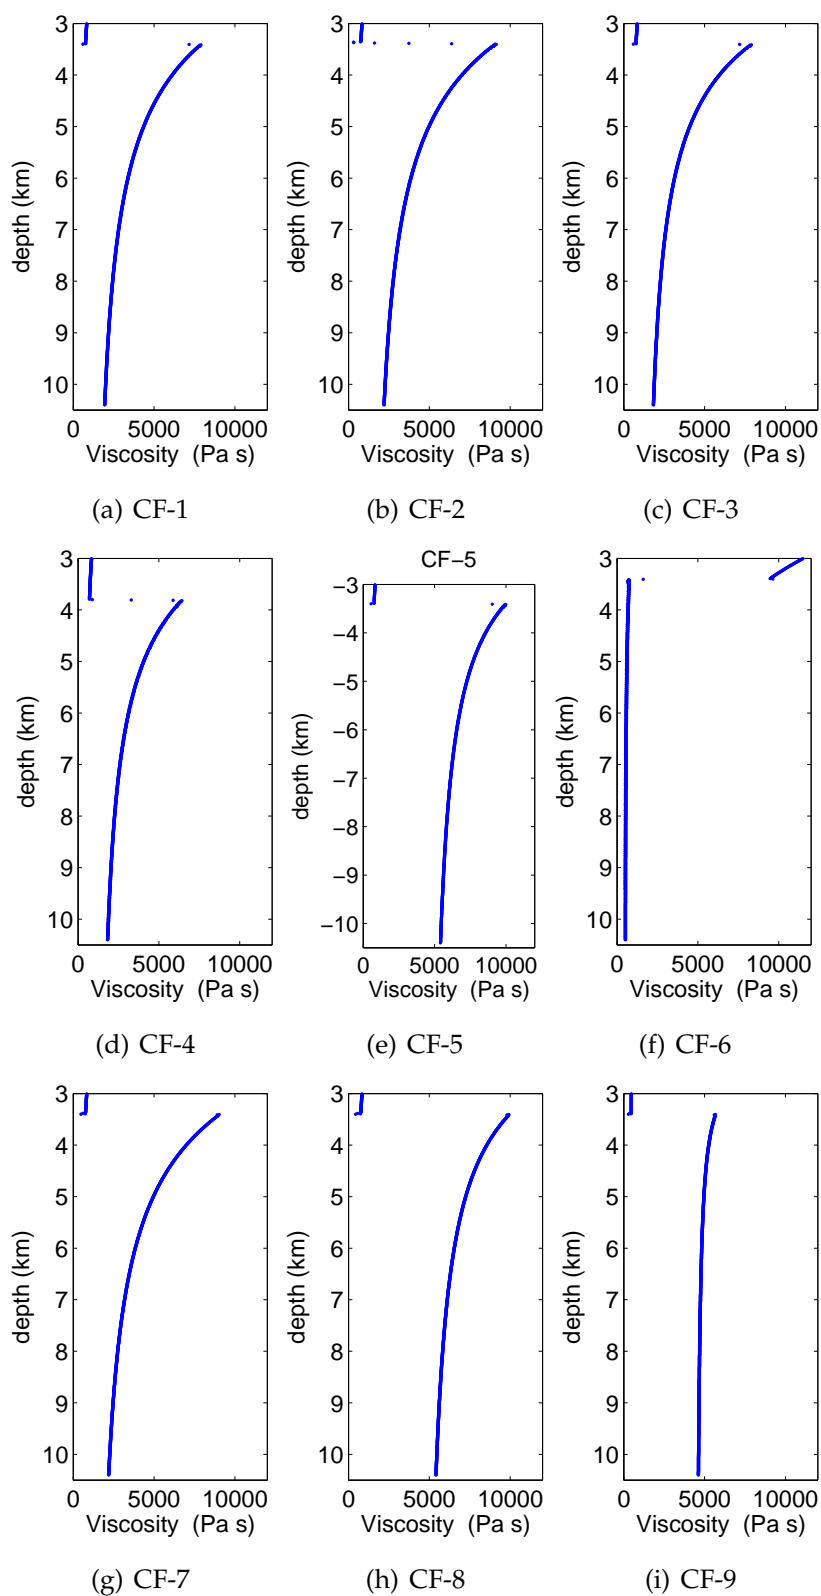 3
4
5
6
7
8
9
10
depth (km)
0 5000 10000
Viscosity (Pa s)
(a) CF-1
3
4
5
6
7
8
9
10
depth (km)
0 5000 10000
Viscosity (Pa s)
(b) CF-2
3
4
5
6
7
8
9
10
depth (km)
0 5000 10000
Viscosity (Pa s)
(c) CF-3
3
4
5
6
7
8
9
10
depth (km)
0 5000 10000
Viscosity (Pa s)
(d) CF-4
CF−5
−3
−4
−5
−6
−7
−8
−9
−10
depth (km)
0 5000 10000
Viscosity (Pa s)
(e) CF-5
3
4
5
6
7
8
9
10
depth (km)
0 5000 10000
Viscosity (Pa s)
(f) CF-6
3
4
5
6
7
8
9
10
depth (km)
0 5000 10000
Viscosity (Pa s)
(g) CF-7
3
4
5
6
7
8
9
10
depth (km)
0 5000 10000
Viscosity (Pa s)
(h) CF-8
3
4
5
6
7
8
9
10
depth (km)
0 5000 10000
Viscosity (Pa s)
(i) CF-9